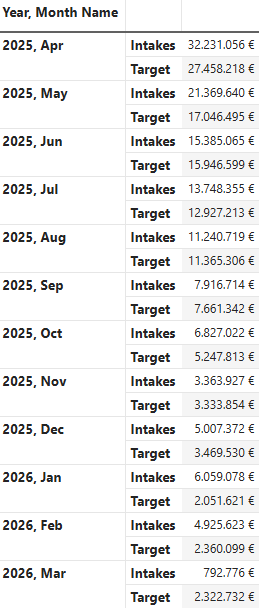 Year, Month Name
2025, Apr Intakes 32.231.056 €
Target 27.458.218 €
2025, May Intakes 21.369.640 €
Target 17.046.495 €
2025, Jun Intakes 15.385.065 €
Target 15.946.599 €
2025, Jul Intakes 13.748.355 €
Target 12.927.213 €
2025, Aug Intakes 11.240.719 €
Target 11.365.306 €
2025, Sep Intakes 7.916.714 €
Target 7.661.342 €
2025, Oct Intakes 6.827.022 €
Target 5.247.813 €
2025, Nov Intakes 3.363.927 €
Target 3.333.854 €
2025, Dec Intakes 5.007.372 €
Target 3.469.530 €
2026, Jan Intakes 6.059.078 €
Target 2.051.621 €
2026, Feb Intakes 4.925.623 €
Target 2.360.099 €
2026, Mar Intakes 792.776 €
Target 2.322.732 €